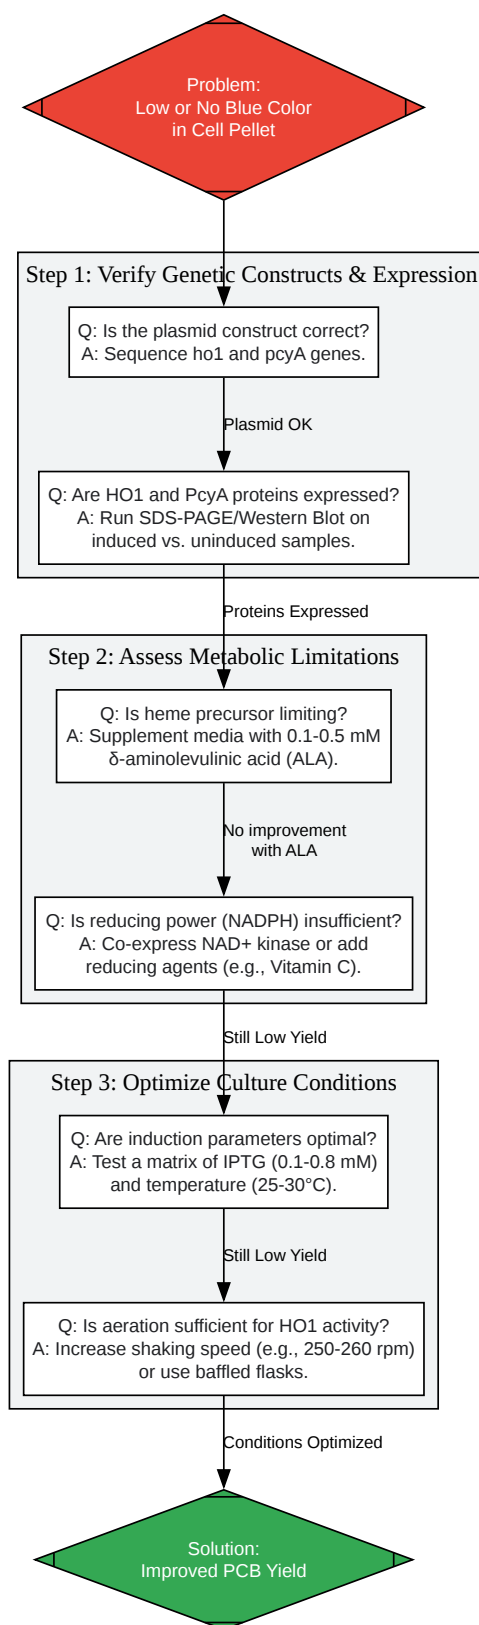 Problem:
Low or No Blue Color
in Cell Pellet
Step 1: Verify Genetic Constructs & Expression
Q: Is the plasmid construct correct?
A: Sequence ho1 and pcyA genes.
Plasmid OK
Q: Are HO1 and PcyA proteins expressed?
A: Run SDS-PAGE/Western Blot on
induced vs. uninduced samples.
Proteins Expressed
Step 2: Assess Metabolic Limitations
Q: Is heme precursor limiting?
A: Supplement media with 0.1-0.5 mM
δ-aminolevulinic acid (ALA).
No improvement
with ALA
Q: Is reducing power (NADPH) insufficient?
A: Co-express NAD+ kinase or add
reducing agents (e.g., Vitamin C).
Still Low Yield
Step 3: Optimize Culture Conditions
Q: Are induction parameters optimal?
A: Test a matrix of IPTG (0.1-0.8 mM)
and temperature (25-30°C).
Still Low Yield
Q: Is aeration sufficient for HO1 activity?
A: Increase shaking speed (e.g., 250-260 rpm)
or use baffled flasks.
Conditions Optimized
Solution:
Improved PCB Yield